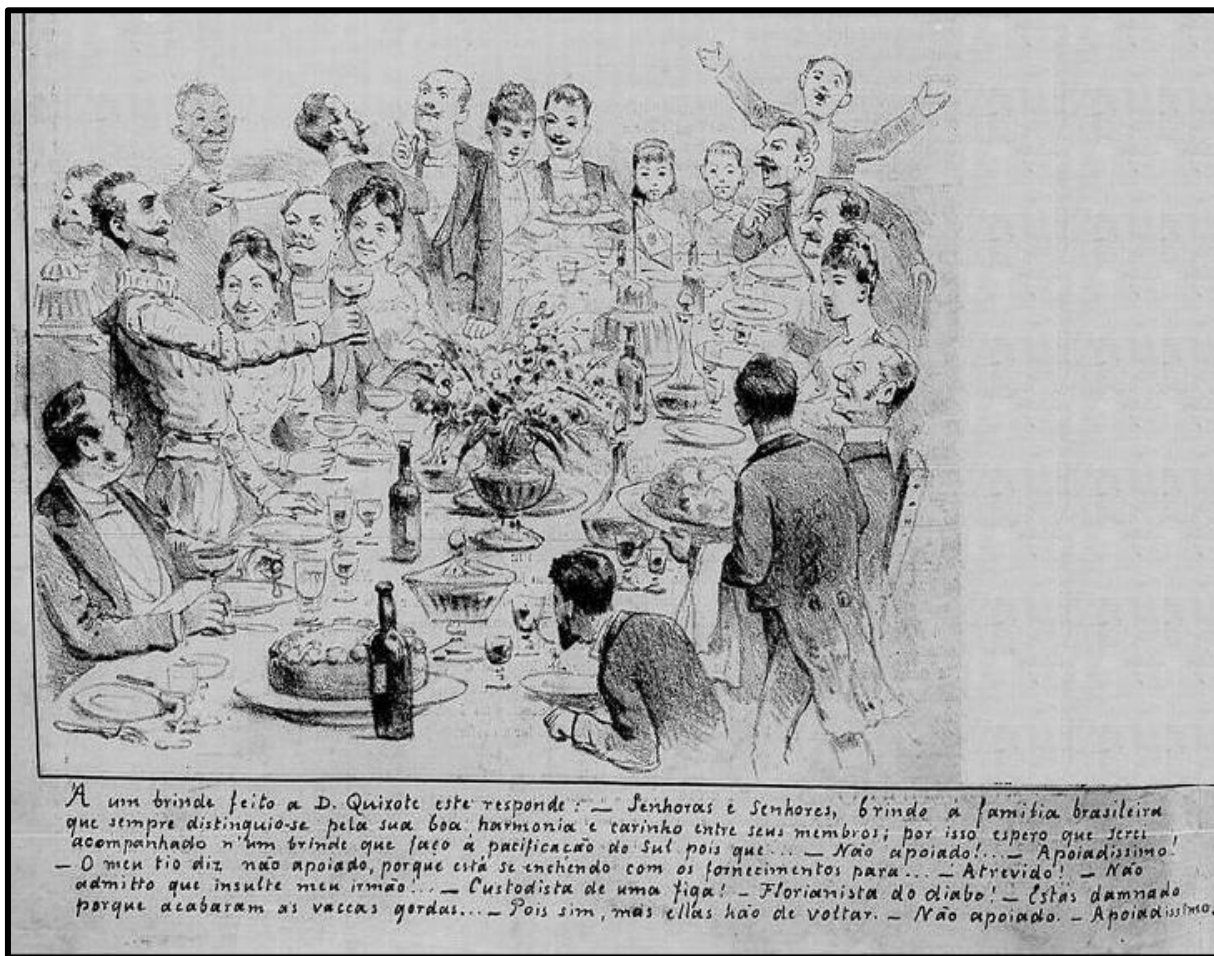 A um brinde feito a D. Quixote este responde: — Senhoras e Senhores, brindo á familia brasileira
que sempre distinguio-se pela sua boa harmonia e carinho entre seus membros; por isso espero que serei
acompanhado n'um brinde que faço á pacificação do Sul pois que... — Não apoiado!... — Apoiadissimo!
— O meu tio diz não apoiado, porque está se enchendo com os fornecimentos para... — Atrevido! — Não
admitto que insulte meu irmão!... — Custodista de uma figa! — Florianista do diabo! — Estás damnado
porque acabaram as vaccas gordas... — Pois sim, mas ellas hão de voltar. — Não apoiado. — Apoiadissimo.